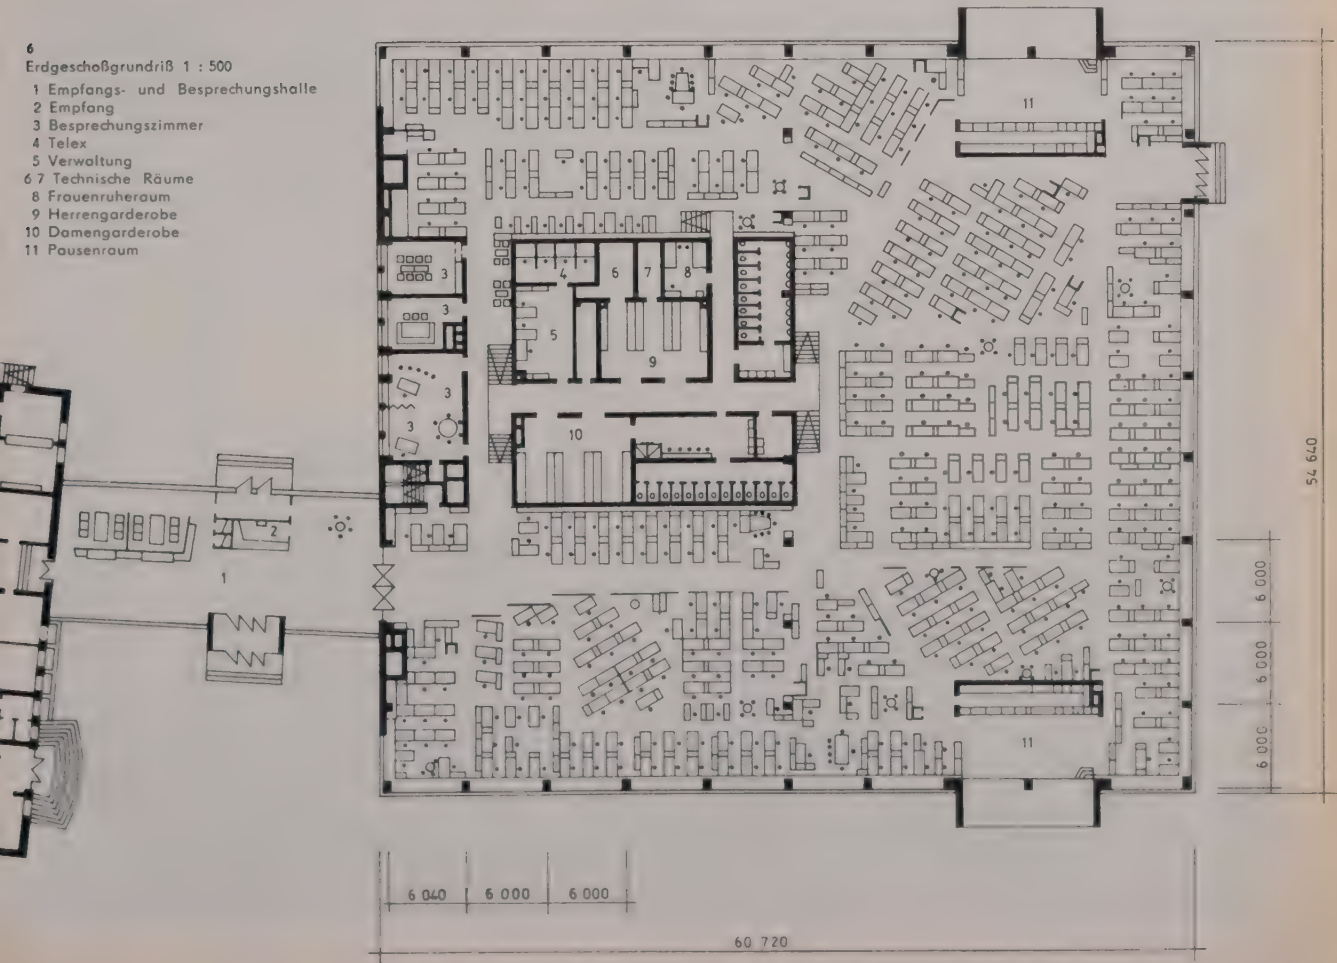 6
Erdgeschoßgrundriß 1 : 500
1 Empfangs- und Besprechungshalle
2 Empfang
3 Besprechungszimmer
4 Telex
5 Verwaltung
6 7 Technische Räume
8 Frauenruheraum
9 Herrengarderobe
10 Damengarderobe
11 Pausenraum
11
3
4
6
7
8
3
5
9
3
3
10
2
1
11
54 640
6 000
6 000
6 000
6 040
6 000
6 000
60 720